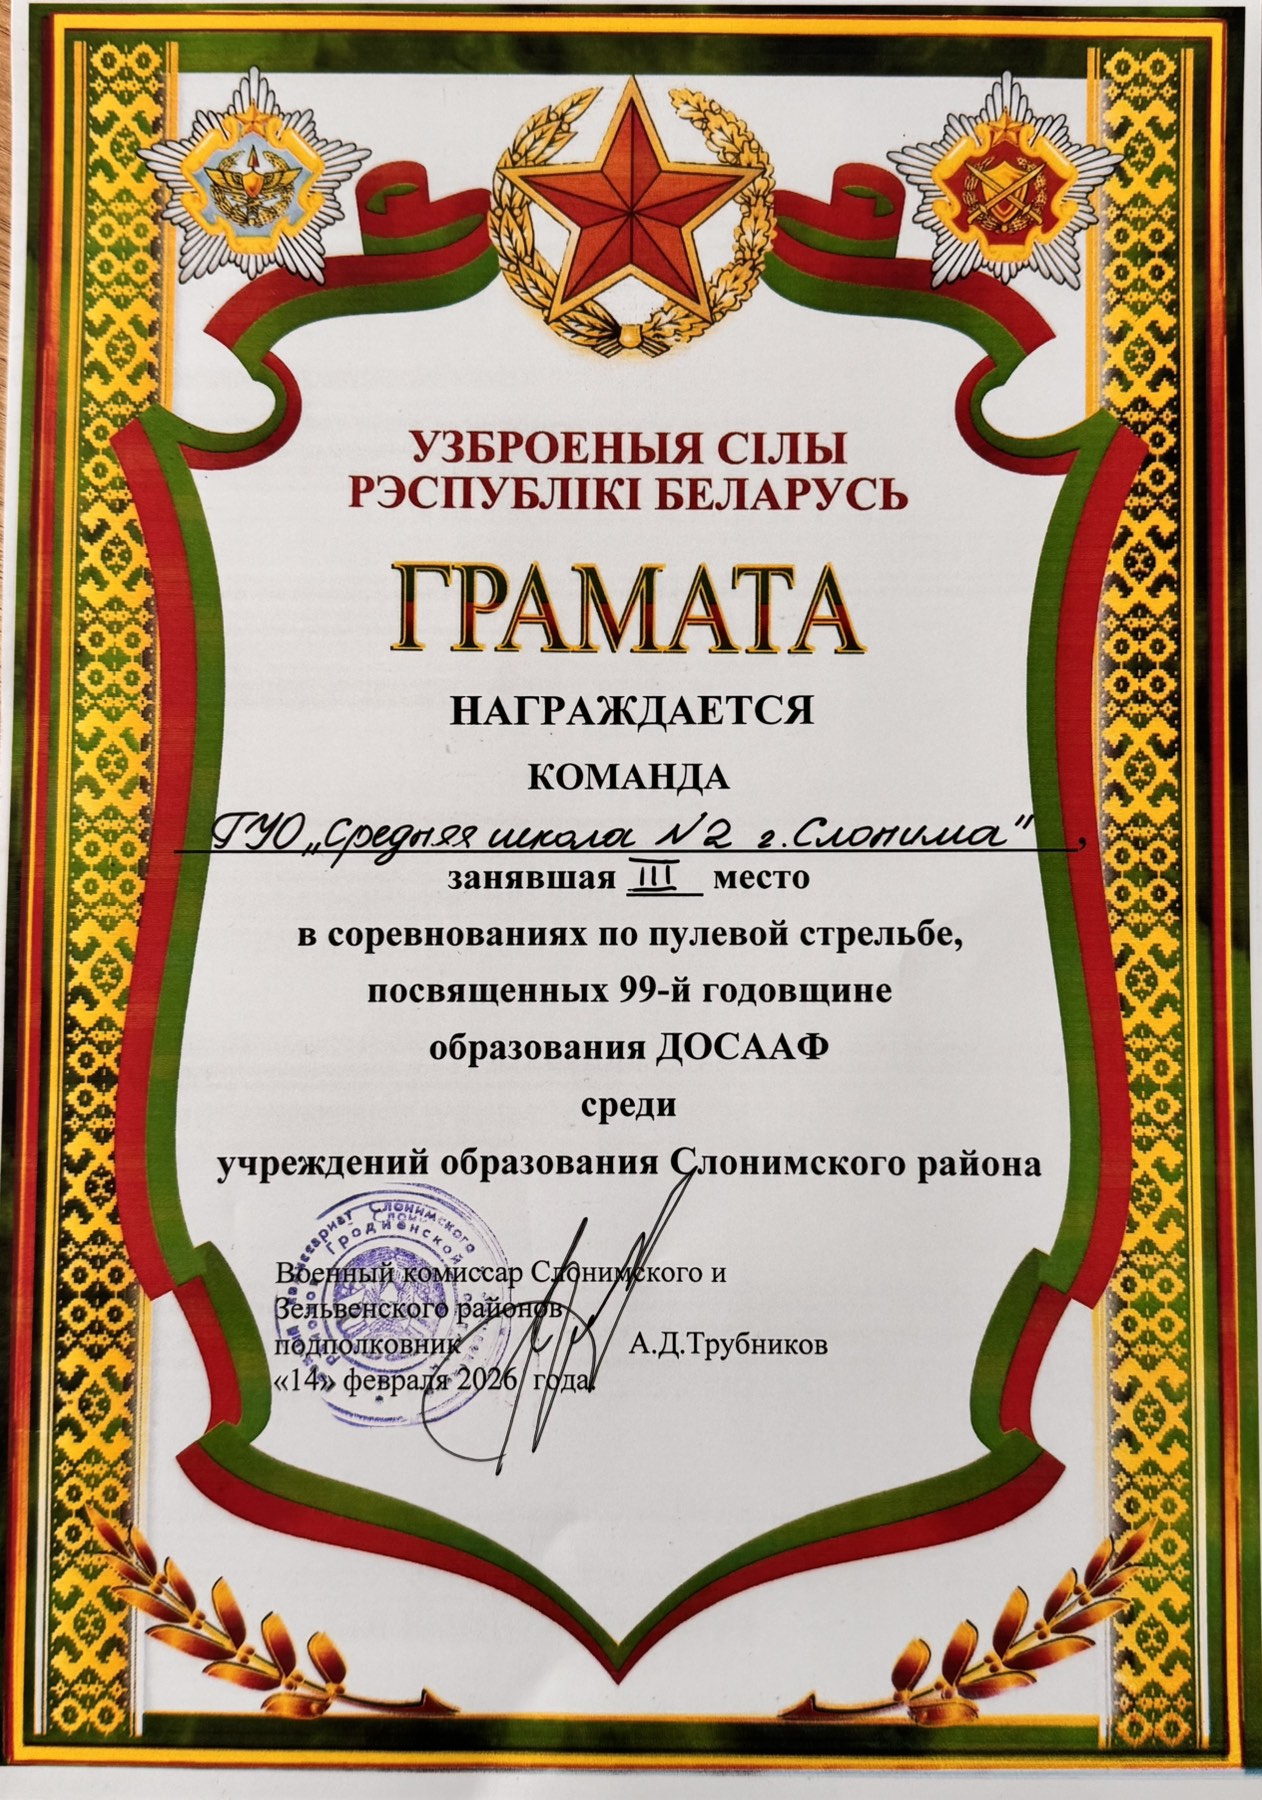 УЗБРОЕНЫЯ СІЛЫ
РЭСПУБЛІКІ БЕЛАРУСЬ
ГРАМАТА
НАГРАЖДАЕТСЯ
КОМАНДА
ГУО „Средняя школа №2 г. Слонима",
занявшая III место
в соревнованиях по пулевой стрельбе,
посвященных 99-й годовщине
образования ДОСААФ
среди
учреждений образования Слонимского района
Военный комиссар Слонимского и
Зельвенского районов
подполковник А.Д.Трубников
«14» февраля 2026 года.
Слонимского
Гродненской